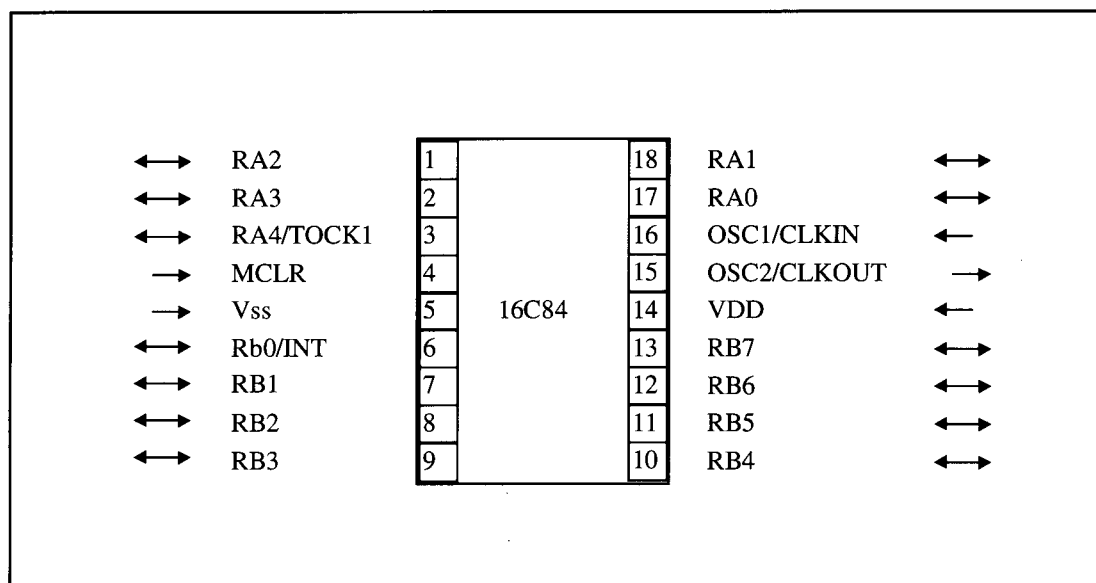 RA2 1 18 RA1
RA3 2 17 RA0
RA4/TOCK1 3 16 OSC1/CLKIN
MCLR 4 15 OSC2/CLKOUT
Vss 5 16C84 14 VDD
Rb0/INT 6 13 RB7
RB1 7 12 RB6
RB2 8 11 RB5
RB3 9 10 RB4